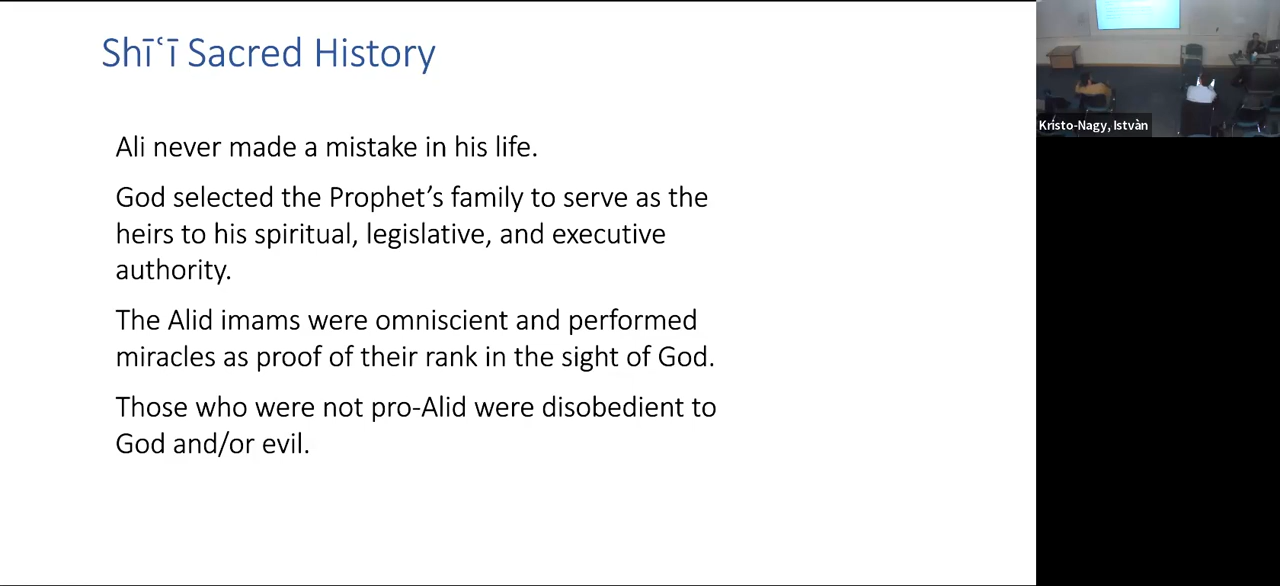 Shīʿī Sacred History
Ali never made a mistake in his life.
God selected the Prophet’s family to serve as the
heirs to his spiritual, legislative, and executive
authority.
The Alid imams were omniscient and performed
miracles as proof of their rank in the sight of God.
Those who were not pro-Alid were disobedient to
God and/or evil.
Kristo-Nagy, Istvàn